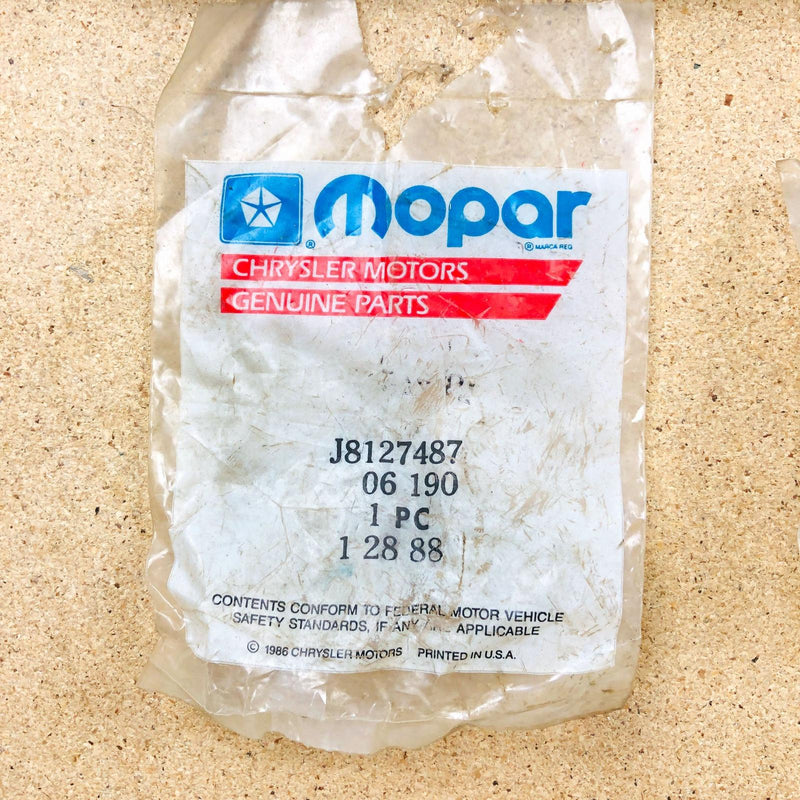 Mopar
® ® MARCA REG
CHRYSLER MOTORS
GENUINE PARTS
J8127487
06 190
1 PC
1 28 88
CONTENTS CONFORM TO FEDERAL MOTOR VEHICLE
SAFETY STANDARDS, IF ANY ARE APPLICABLE
© 1986 CHRYSLER MOTORS PRINTED IN U.S.A.